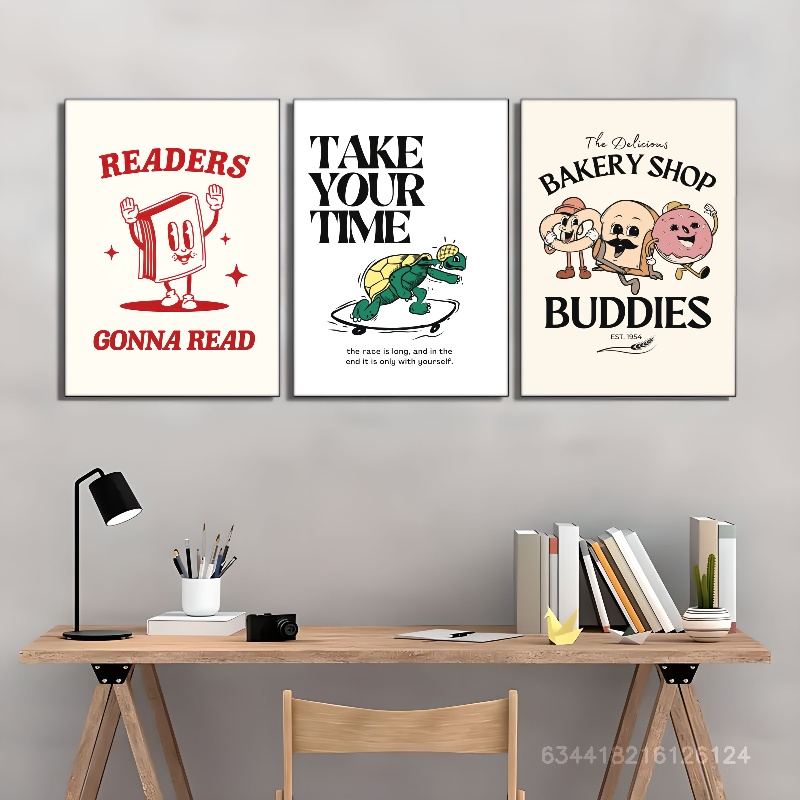 READERS
GONNA READ
TAKE
YOUR
TIME
the race is long, and in the
end it is only with yourself.
The Delicious
BAKERY SHOP
BUDDIES
EST. 1954
634418216126124